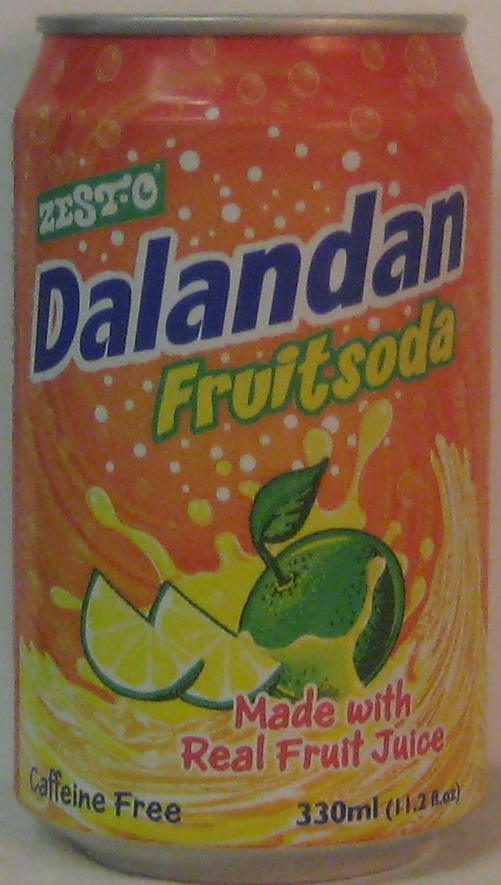 ZEST-O
Dalandan
Fruitsoda
Made with
Real Fruit Juice
Caffeine Free
330ml (11.2 fl.oz)